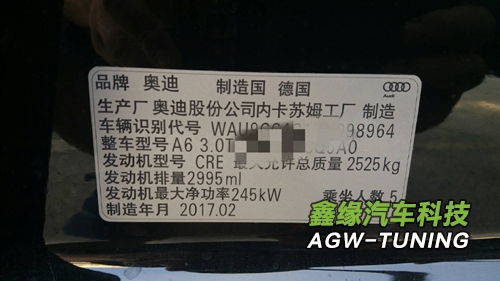 品牌 奥迪 制造国 德国
Audi
生产厂 奥迪股份公司内卡苏姆工厂 制造
车辆识别代号 WAU 098964
整车型号 A6 3.0T A0
发动机型号 CRE 最大允许总质量 2525kg
发动机排量 2995ml
发动机最大净功率 245kW 乘坐人数 5
制造年月 2017.02
鑫缘汽车科技
AGW-TUNING